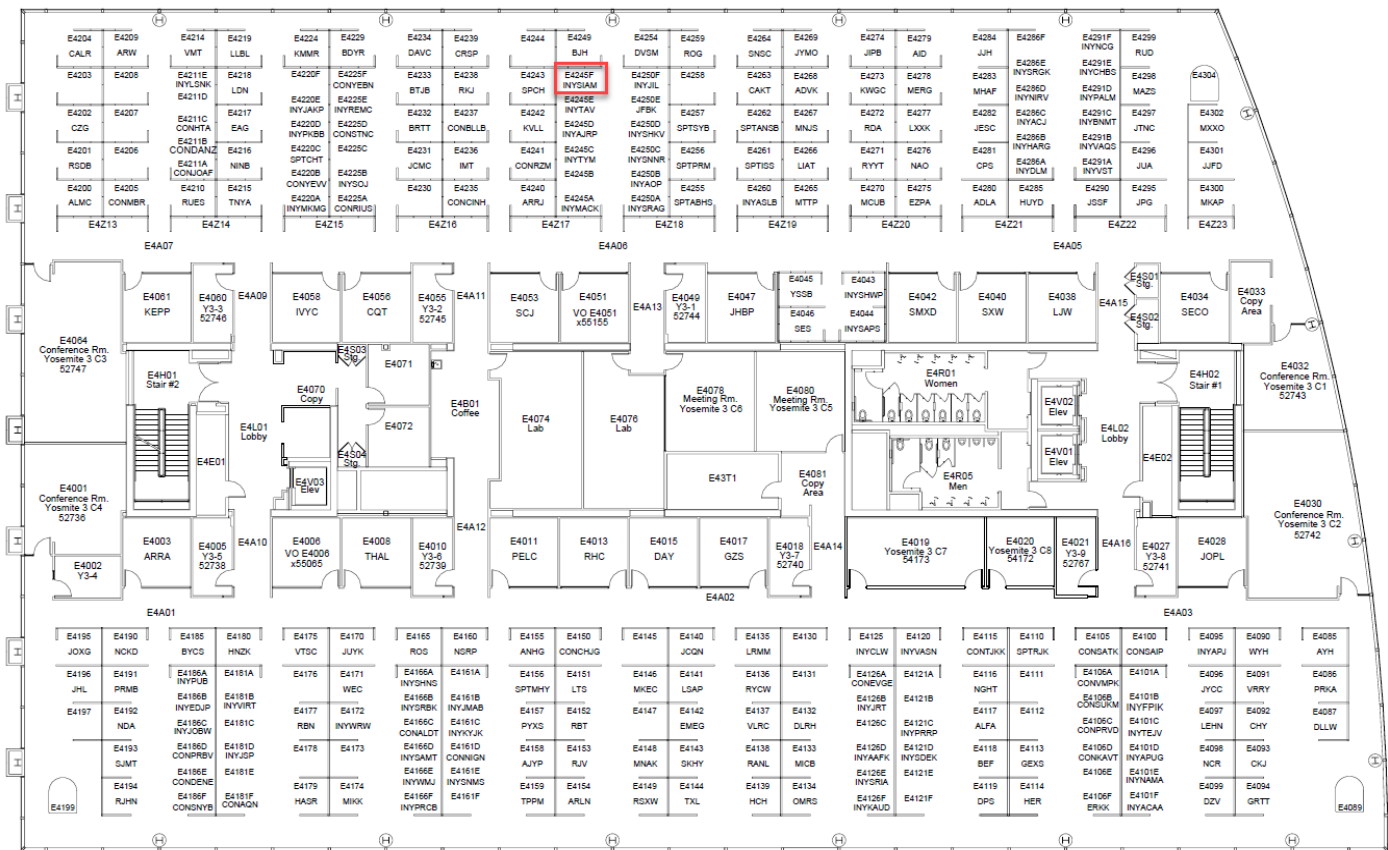 E4204 E4209 E4214 E4219 E4224 E4229 E4234 E4239 E4244 E4249 E4254 E4259 E4264 E4269 E4274 E4279 E4284 E4286F E4291F E4299
CALR ARW VMT LLBL KMMR BDYR DAVC CRSP BJH DVSM ROG SNSC JYMO JIPB AID JJH INYNCG RUD
E4203 E4208 E4211E E4218 E4220F E4225F E4233 E4238 E4243 E4245F E4250F E4258 E4263 E4268 E4273 E4278 E4283 E4286E E4291E E4298 E4304
INYLSNK LDN CONYEBN BTJB RKJ SPCH INYSIAM INYJIL CAKT ADVK KWGC MERG MHAF INYSRGK INYCHBS MAZS
E4211D E4220E E4225E E4245E E4250E E4286D E4291D
INYJAKP INYREMC INYTAV JFBK INYNIRV INYPALM
E4202 E4207 E4211C E4217 E4220D E4225D E4232 E4237 E4242 E4245D E4250D E4257 E4262 E4267 E4272 E4277 E4282 E4286C E4291C E4297 E4302
CZG CONHTA EAG INYPKBB CONSTNC BRTT CONBLLB KVLL INYAJRP INYSHKV SPTSYB SPTANSB MNJS RDA LXXK JESC INYACJ INYBNMT JTNC MXXO
E4201 E4206 E4211B E4216 E4220C E4225C E4231 E4236 E4241 E4245C E4250C E4256 E4261 E4266 E4271 E4276 E4281 E4286B E4291B E4296 E4301
RSDB CONDANZ NINB SPTCHT JCMC IMT CONRZM INYTYM INYSNNR SPTPRM SPTISS LIAT RYYT NAO CPS INYHARG INYVAQS JUA JJFD
E4211A E4220B E4225B E4245B E4250B E4286A E4291A
CONJOAF CONYEVV INYSOJ INYAOP INYDLM INYVST
E4200 E4205 E4210 E4215 E4220A E4225A E4230 E4235 E4240 E4245A E4250A E4255 E4260 E4265 E4270 E4275 E4280 E4285 E4290 E4295 E4300
ALMC CONMBR RUES TNYA INYMKMG CONRIUS CONCINH ARRJ INYMACK INYSRAG SPTABHS INYASLB MTTP MCUB EZPA ADLA HUYD JSSF JPG MKAP
E4Z13 E4Z14 E4Z15 E4Z16 E4Z17 E4Z18 E4Z19 E4Z20 E4Z21 E4Z22 E4Z23
E4A07 E4A06 E4A05
E4061
KEPP
E4060
Y3-3
52746
E4A09
E4058
IVYC
E4056
CQT
E4055
Y3-2
52745
E4A11
E4053
SCJ
E4051
VO E4051
x55155
E4A13
E4049
Y3-1
52744
E4047
JHBP
E4045
YSSB
E4043
INYSHWP
E4046
SES
E4044
INYSAPS
E4042
SMXD
E4040
SXW
E4038
LJW
E4A15
E4S01
Stg.
E4S02
Stg.
E4034
SECO
E4033
Copy
Area
E4064
Conference Rm.
Yosemite 3 C3
52747
E4H01
Stair #2
E4S03
Stg.
E4070
Copy
E4071
E4072
E4B01
Coffee
E4074
Lab
E4076
Lab
E4078
Meeting Rm.
Yosemite 3 C6
E4080
Meeting Rm.
Yosemite 3 C5
E4R01
Women
E4V02
Elev
E4H02
Stair #1
E4032
Conference Rm.
Yosemite 3 C1
52743
E4L01
Lobby
E4E01
E4S04
Stg.
E4V03
Elev
E43T1
E4081
Copy
Area
E4R05
Men
E4V01
Elev
E4L02
Lobby
E4E02
E4001
Conference Rm.
Yosmite 3 C4
52736
E4030
Conference Rm.
Yosemite 3 C2
52742
E4002
Y3-4
E4003
ARRA
E4005
Y3-5
52738
E4A10
E4006
VO E4006
x55065
E4008
THAL
E4010
Y3-6
52739
E4A12
E4011
PELC
E4013
RHC
E4015
DAY
E4017
GZS
E4018
Y3-7
52740
E4A14
E4019
Yosemite 3 C7
54173
E4020
Yosemite 3 C8
54172
E4021
Y3-9
52767
E4A16
E4027
Y3-8
52741
E4028
JOPL
E4A01 E4A02 E4A03
E4195 E4190 E4185 E4180 E4175 E4170 E4165 E4160 E4155 E4150 E4145 E4140 E4135 E4130 E4125 E4120 E4115 E4110 E4105 E4100 E4095 E4090 E4085
JOXG NCKD BYCS HNZK VTSC JUYK ROS NSRP ANHG CONCHJG JCQN LRMM INYCLW INYVASN CONTJKK SPTRJK CONSATK CONSAIP INYAPJ WYH AYH
E4196 E4191 E4186A E4181A E4176 E4171 E4166A E4161A E4156 E4151 E4146 E4141 E4136 E4131 E4126A E4121A E4116 E4111 E4106A E4101A E4096 E4091 E4086
JHL PRMB INYPUB WEC INYSHNS SPTMHY LTS MKEC LSAP RYCW CONEVGE NGHT CONVMPK JYCC VRRY PRKA
E4186B E4181B E4166B E4161B E4126B E4121B E4106B E4101B
INYEDJP INYVIRT INYSRBK INYJMAB INYJRT CONSUKM INYFPIK
E4197 E4192 E4186C E4181C E4177 E4172 E4166C E4161C E4157 E4152 E4147 E4142 E4137 E4132 E4126C E4121C E4117 E4112 E4106C E4101C E4097 E4092 E4087
NDA INYJOBW RBN INYWRW CONALDT INYKYJK PYXS RBT EMEG VLRC DLRH INYPRRP ALFA CONPRVD INYTEJV LEHN CHY DLLW
E4193 E4186D E4181D E4178 E4173 E4166D E4161D E4158 E4153 E4148 E4143 E4138 E4133 E4126D E4121D E4118 E4113 E4106D E4101D E4098 E4093
SJMT CONPRBV INYJSP INYSAMT CONNIGN AJYP RJV MNAK SKHY RANL MICB INYAAFK INYSDEK BEF GEXS CONKAVT INYAPUG NCR CKJ
E4186E E4181E E4166E E4161E E4126E E4121E E4106E E4101E
CONDENE INYWMJ INYSNMS INYSRIA INYNAMA
E4199 E4194 E4186F E4181F E4179 E4174 E4166F E4161F E4159 E4154 E4149 E4144 E4139 E4134 E4126F E4121F E4119 E4114 E4106F E4101F E4099 E4094 E4089
RJHN CONSNYB CONAQN HASR MIKK INYPRCB TPPM ARLN RSXW TXL HCH OMRS INYKAUD DPS HER ERKK INYACAA DZV GRTT